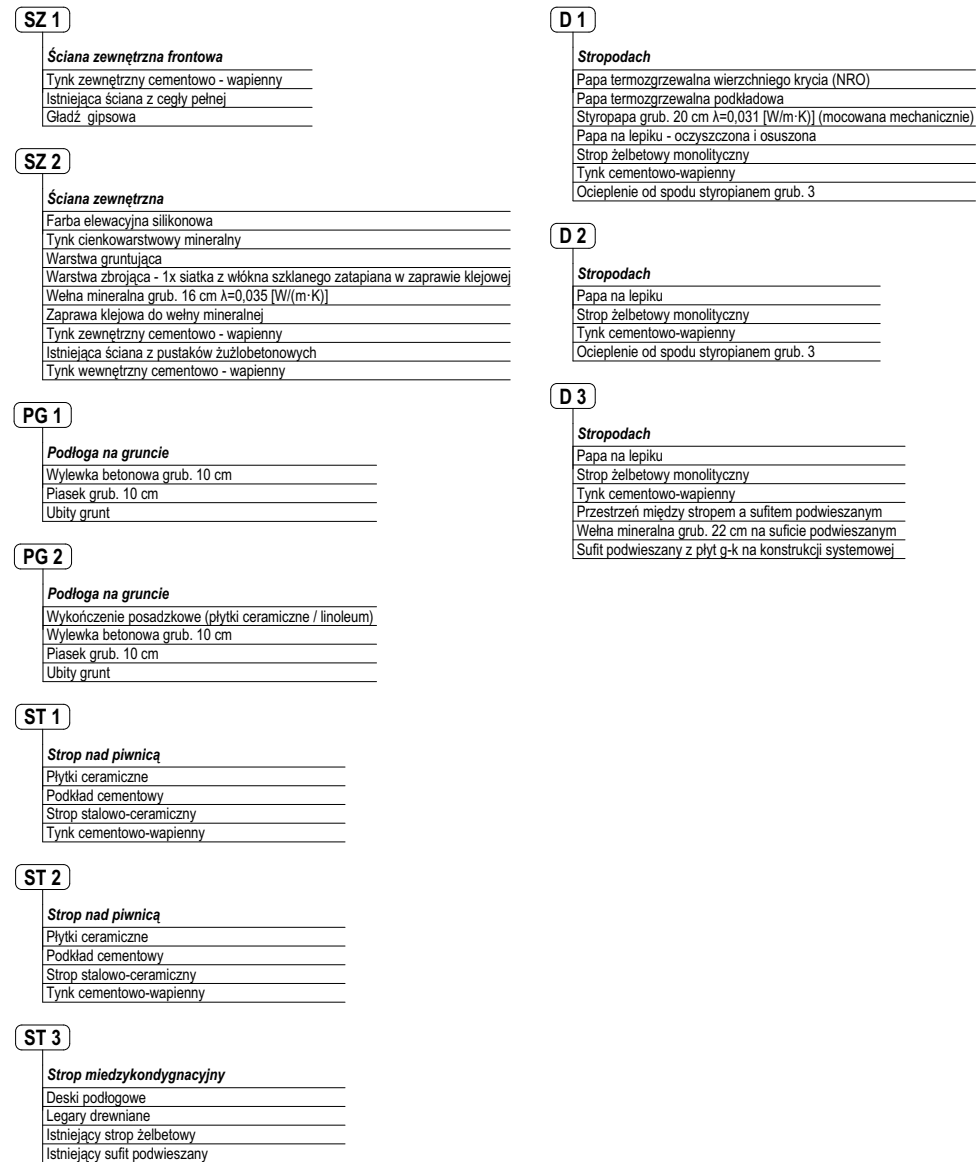 SZ 1
Ściana zewnętrzna frontowa
Tynk zewnętrzny cementowo - wapienny
Istniejąca ściana z cegły pełnej
Gładź gipsowa
SZ 2
Ściana zewnętrzna
Farba elewacyjna silikonowa
Tynk cienkowarstwowy mineralny
Warstwa gruntująca
Warstwa zbrojąca - 1x siatka z włókna szklanego zatapiana w zaprawie klejowej
Wełna mineralna grub. 16 cm λ=0,035 [W/(m·K)]
Zaprawa klejowa do wełny mineralnej
Tynk zewnętrzny cementowo - wapienny
Istniejąca ściana z pustaków żużlobetonowych
Tynk wewnętrzny cementowo - wapienny
PG 1
Podłoga na gruncie
Wylewka betonowa grub. 10 cm
Piasek grub. 10 cm
Ubity grunt
PG 2
Podłoga na gruncie
Wykończenie posadzkowe (płytki ceramiczne / linoleum)
Wylewka betonowa grub. 10 cm
Piasek grub. 10 cm
Ubity grunt
ST 1
Strop nad piwnicą
Płytki ceramiczne
Podkład cementowy
Strop stalowo-ceramiczny
Tynk cementowo-wapienny
ST 2
Strop nad piwnicą
Płytki ceramiczne
Podkład cementowy
Strop stalowo-ceramiczny
Tynk cementowo-wapienny
ST 3
Strop miedzykondygnacyjny
Deski podłogowe
Legary drewniane
Istniejący strop żelbetowy
Istniejący sufit podwieszany
D 1
Stropodach
Papa termozgrzewalna wierzchniego krycia (NRO)
Papa termozgrzewalna podkładowa
Styropapa grub. 20 cm λ=0,031 [W/m·K)] (mocowana mechanicznie)
Papa na lepiku - oczyszczona i osuszona
Strop żelbetowy monolityczny
Tynk cementowo-wapienny
Ocieplenie od spodu styropianem grub. 3
D 2
Stropodach
Papa na lepiku
Strop żelbetowy monolityczny
Tynk cementowo-wapienny
Ocieplenie od spodu styropianem grub. 3
D 3
Stropodach
Papa na lepiku
Strop żelbetowy monolityczny
Tynk cementowo-wapienny
Przestrzeń między stropem a sufitem podwieszanym
Wełna mineralna grub. 22 cm na suficie podwieszanym
Sufit podwieszany z płyt g-k na konstrukcji systemowej